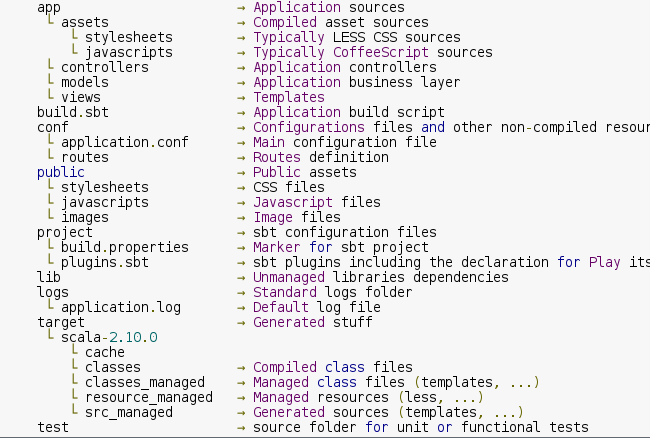 app → Application sources
└ assets → Compiled asset sources
└ stylesheets → Typically LESS CSS sources
└ javascripts → Typically CoffeeScript sources
└ controllers → Application controllers
└ models → Application business layer
└ views → Templates
build.sbt → Application build script
conf → Configurations files and other non-compiled resour
└ application.conf → Main configuration file
└ routes → Routes definition
public → Public assets
└ stylesheets → CSS files
└ javascripts → Javascript files
└ images → Image files
project → sbt configuration files
└ build.properties → Marker for sbt project
└ plugins.sbt → sbt plugins including the declaration for Play its
lib → Unmanaged libraries dependencies
logs → Standard logs folder
└ application.log → Default log file
target → Generated stuff
└ scala-2.10.0
└ cache
└ classes → Compiled class files
└ classes_managed → Managed class files (templates, ...)
└ resource_managed → Managed resources (less, ...)
└ src_managed → Generated sources (templates, ...)
test → source folder for unit or functional tests